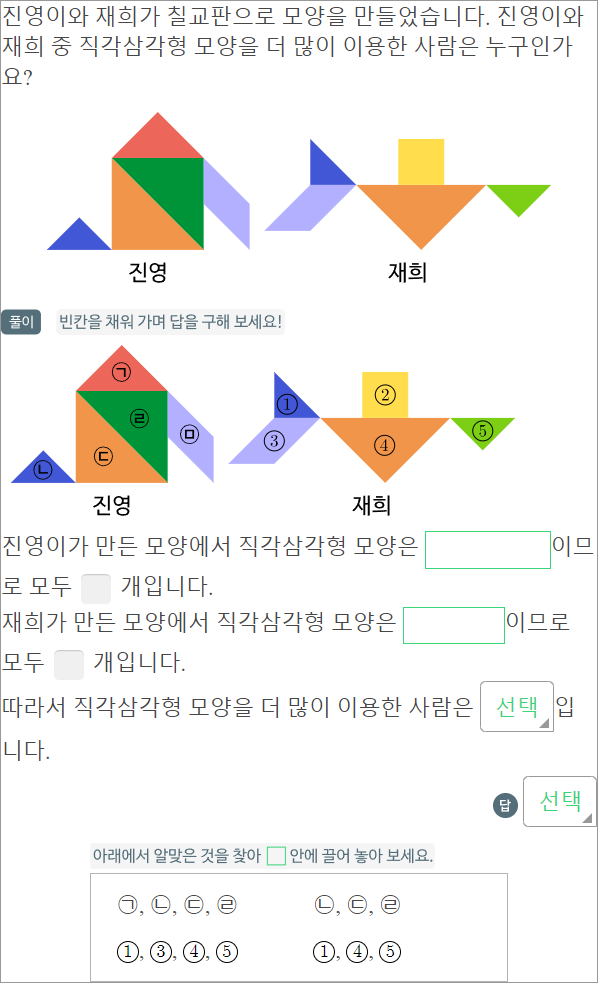 진영이와 재희가 칠교판으로 모양을 만들었습니다. 진영이와
재희 중 직각삼각형 모양을 더 많이 이용한 사람은 누구인가
요?
진영 재희
풀이 빈칸을 채워 가며 답을 구해 보세요!
㉠ ㉡ ㉢ ㉣ ㉤ ① ② ③ ④ ⑤
진영 재희
진영이가 만든 모양에서 직각삼각형 모양은 이므
로 모두 개입니다.
재희가 만든 모양에서 직각삼각형 모양은 이므로
모두 개입니다.
따라서 직각삼각형 모양을 더 많이 이용한 사람은 선택 입
니다.
답 선택
아래에서 알맞은 것을 찾아 안에 끌어 놓아 보세요.
㉠, ㉡, ㉢, ㉣ ㉡, ㉢, ㉣
①, ③, ④, ⑤ ①, ④, ⑤